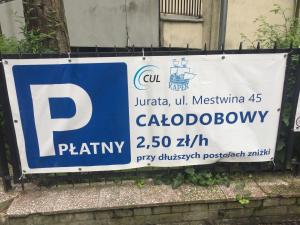 P
PŁATNY
CUL
KAPER
Jurata, ul. Mestwina 45
CAŁODOBOWY
2,50 zł/h
przy dłuższych postojach zniżki